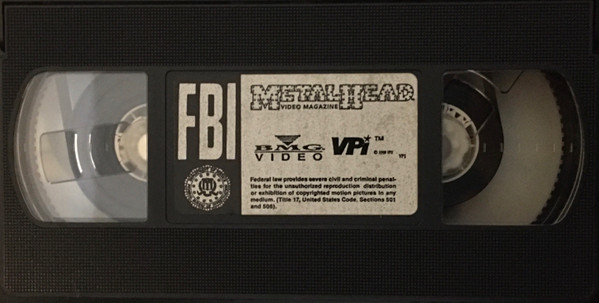 FBI
METALHEAD
VIDEO MAGAZINE
BMG
VIDEO
VPi ™
Federal law provides severe civil and criminal penal-
ties for the unauthorized reproduction distribution
or exhibition of copyrighted motion pictures in any
medium. (Title 17, United States Code, Sections 501
and 506).